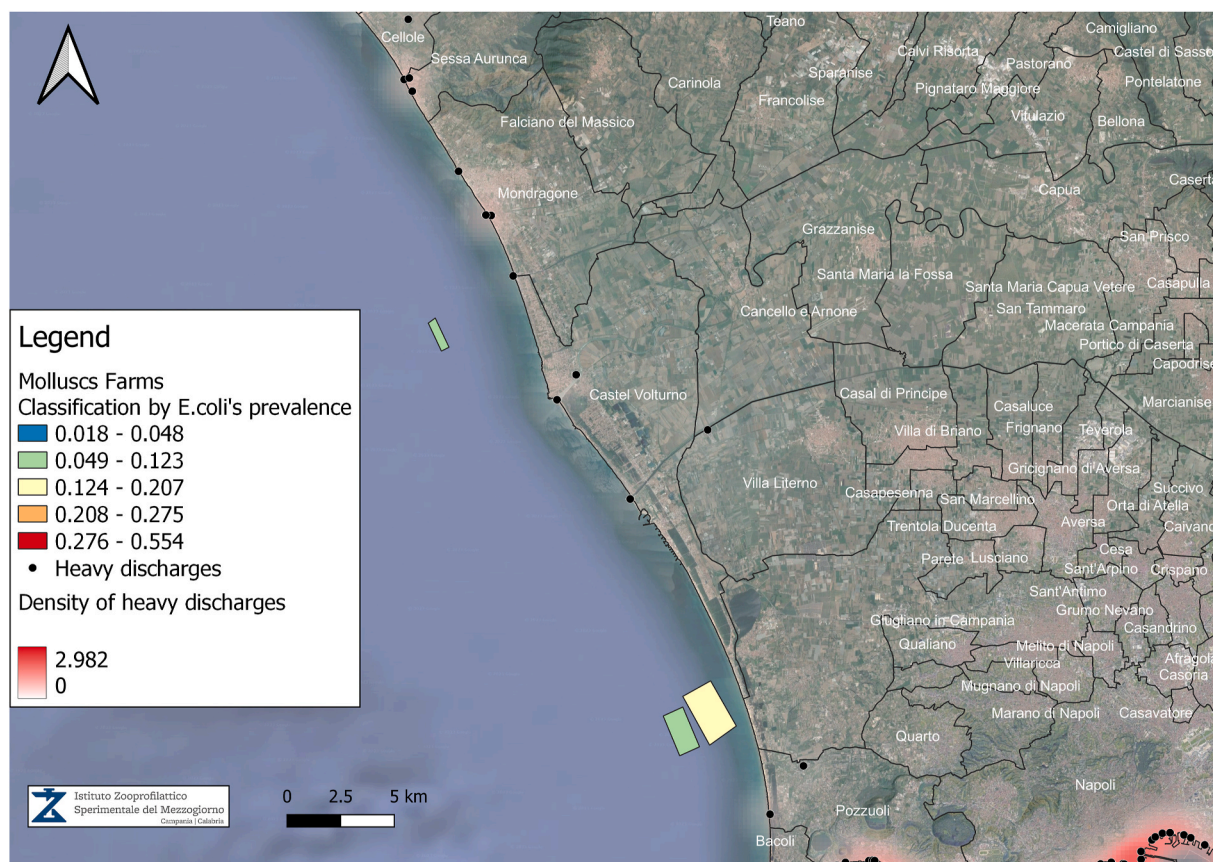 Teano
Camigliano
Cellole
Calvi Risorta
Castel di Sasso
Sessa Aurunca
Pastorano
Sparanise
Carinola
Pontelatone
Pignataro Maggiore
Francolise
Vitulazio
Bellona
Falciano del Massico
Caserta
Mondragone
Capua
Grazzanise
San Prisco
Santa Maria la Fossa
Casapulla
Santa Maria Capua Vetere
San Tammaro
Cancello e Arnone
Macerata Campania
Portico di Caserta
Capodrise
Castel Volturno
Casal di Principe
Marcianise
Casaluce
Frignano
Teverola
Villa di Briano
Gricignano di Aversa
Villa Literno
Succivo
Casapesenna
San Marcellino
Orta di Atella
Trentola Ducenta
Aversa
Caivano
Cesa
Parete
Lusciano
Sant'Arpino
Crispano
Sant'Antimo
Grumo Nevano
Giugliano in Campania
Casandrino
Qualiano
Melito di Napoli
Villaricca
Afragola
Casoria
Mugnano di Napoli
Marano di Napoli
Casavatore
Quarto
Napoli
Pozzuoli
Bacoli
Legend
Molluscs Farms
Classification by E.coli's prevalence
0.018 - 0.048
0.049 - 0.123
0.124 - 0.207
0.208 - 0.275
0.276 - 0.554
Heavy discharges
Density of heavy discharges
2.982
0
Istituto Zooprofilattico
Sperimentale del Mezzogiorno
Campania | Calabria
0 2.5 5 km